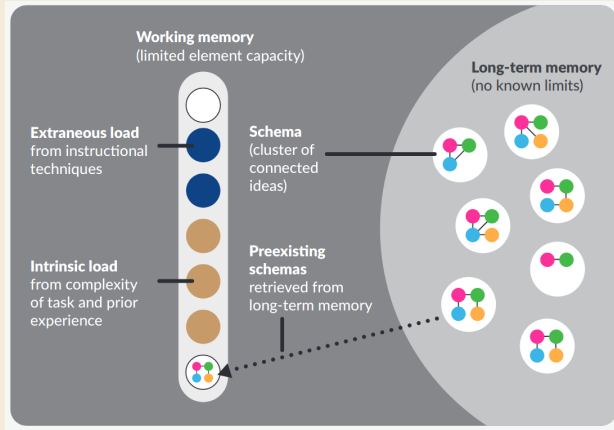 Working memory
(limited element capacity)
Long-term memory
(no known limits)
Extraneous load
from instructional
techniques
Schema
(cluster of
connected
ideas)
Intrinsic load
from complexity
of task and prior
experience
Preexisting
schemas
retrieved from
long-term memory